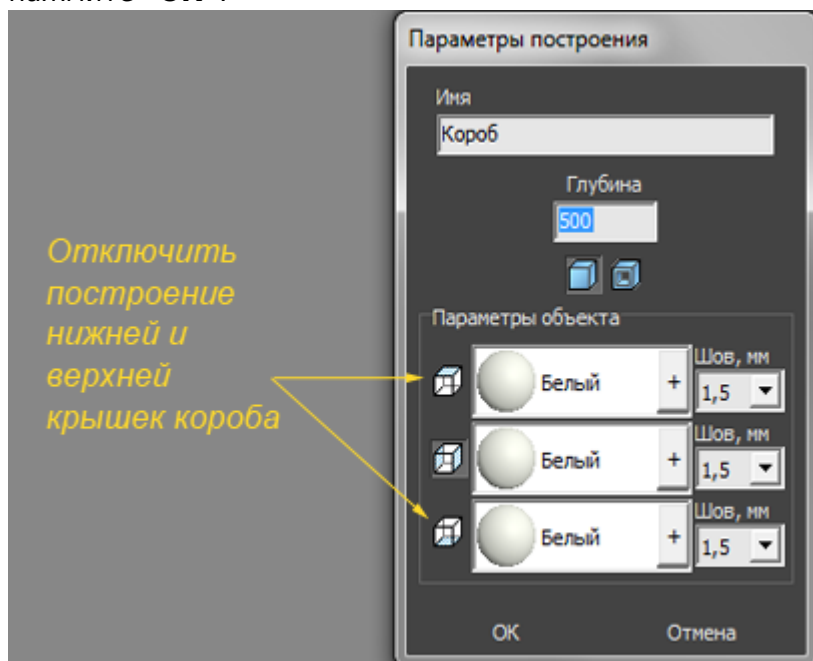 Параметры построения
Имя
Короб
Глубина
500
Отключить
построение
нижней и
верхней
крышек короба
Параметры объекта
Белый + Шов, мм 1,5
Белый + Шов, мм 1,5
Белый + Шов, мм 1,5
ОК Отмена